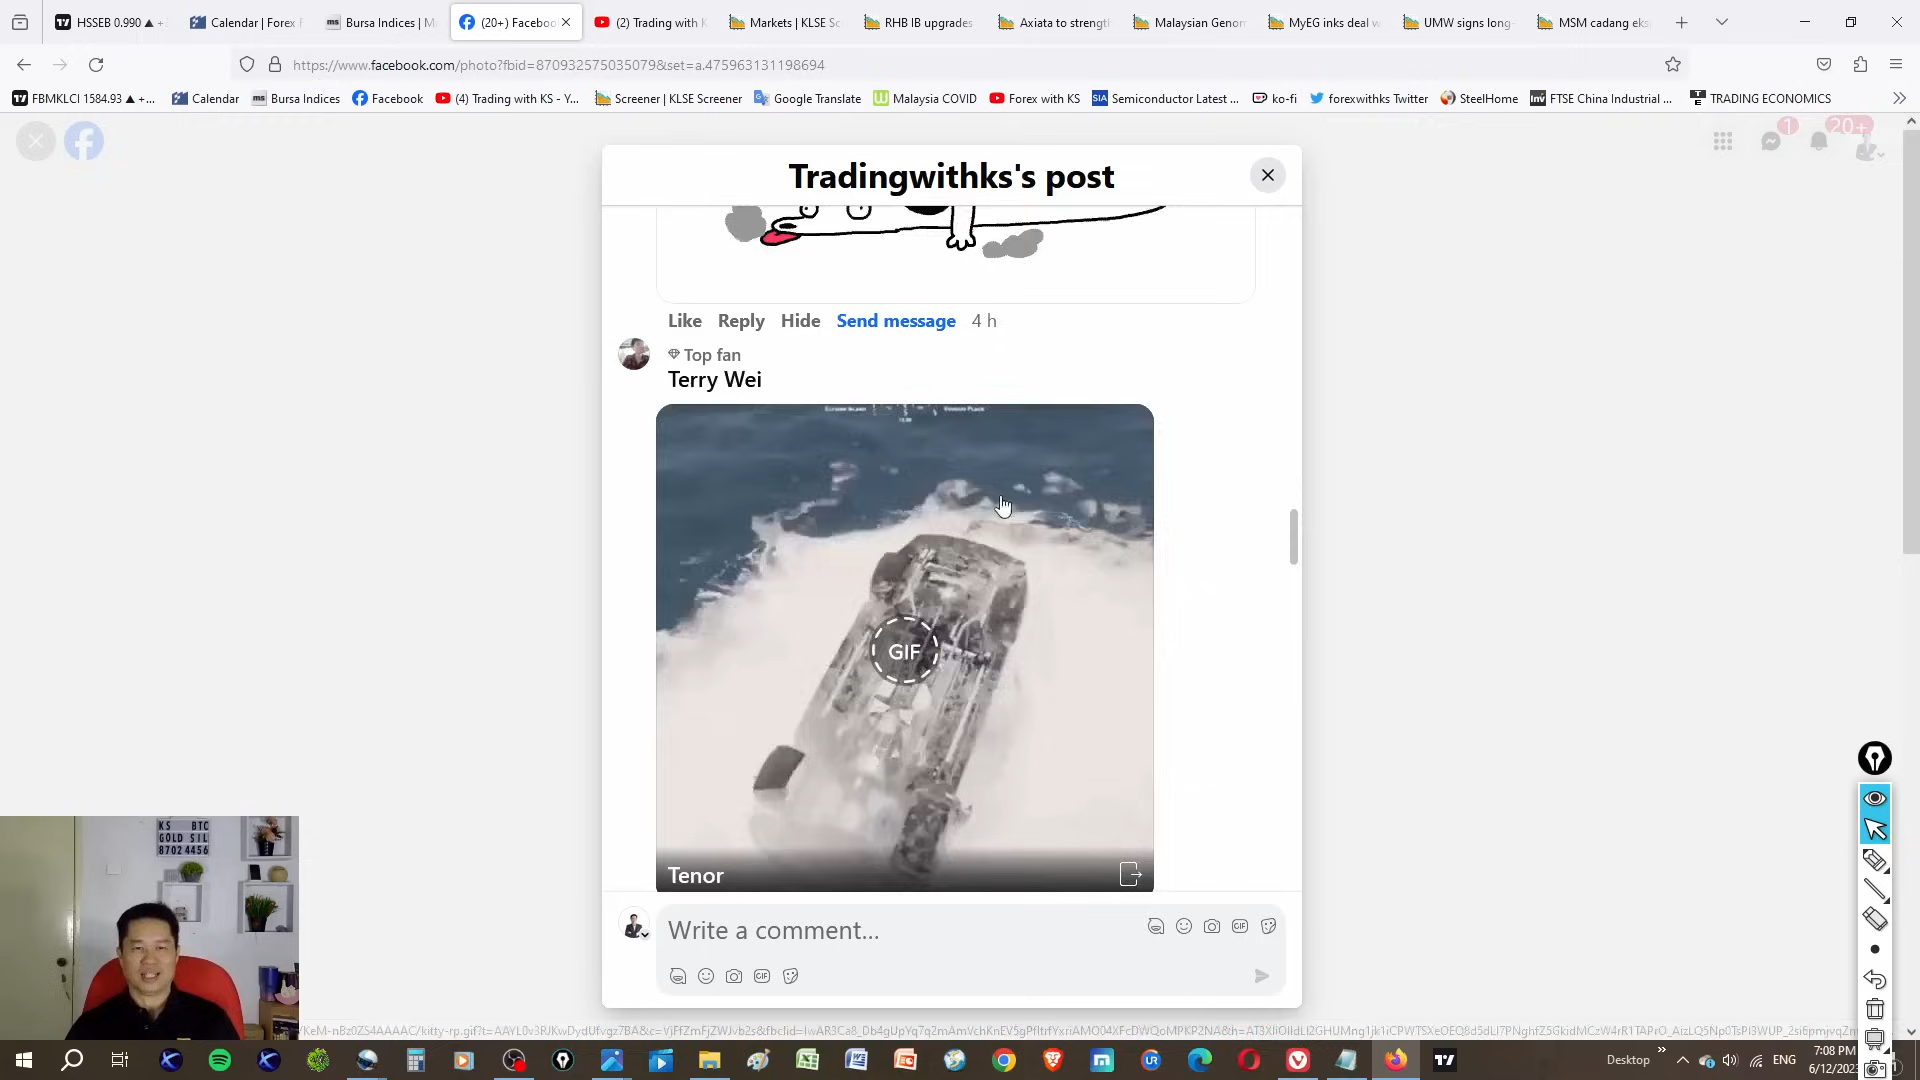 HSSEB 0.990 ▲ +
Calendar | Forex F
Bursa Indices | M
(20+) Faceboo
(2) Trading with K
Markets | KLSE Sc
RHB IB upgrades
Axiata to strength
Malaysian Genom
MyEG inks deal w
UMW signs long-
MSM cadang eks
https://www.facebook.com/photo?fbid=870932575035079&set=a.475963131198694
FBMKLCI 1584.93 ▲ +...
Calendar
Bursa Indices
Facebook
(4) Trading with KS - Y...
Screener | KLSE Screener
Google Translate
Malaysia COVID
Forex with KS
Semiconductor Latest ...
ko-fi
forexwithks Twitter
SteelHome
FTSE China Industrial ...
TRADING ECONOMICS
1
20+
Tradingwithks's post
Like Reply Hide Send message 4 h
Top fan
Terry Wei
GIF
Tenor
Write a comment...
KS BTC
GOLD SIL
8702 4456
Desktop
ENG
7:08 PM